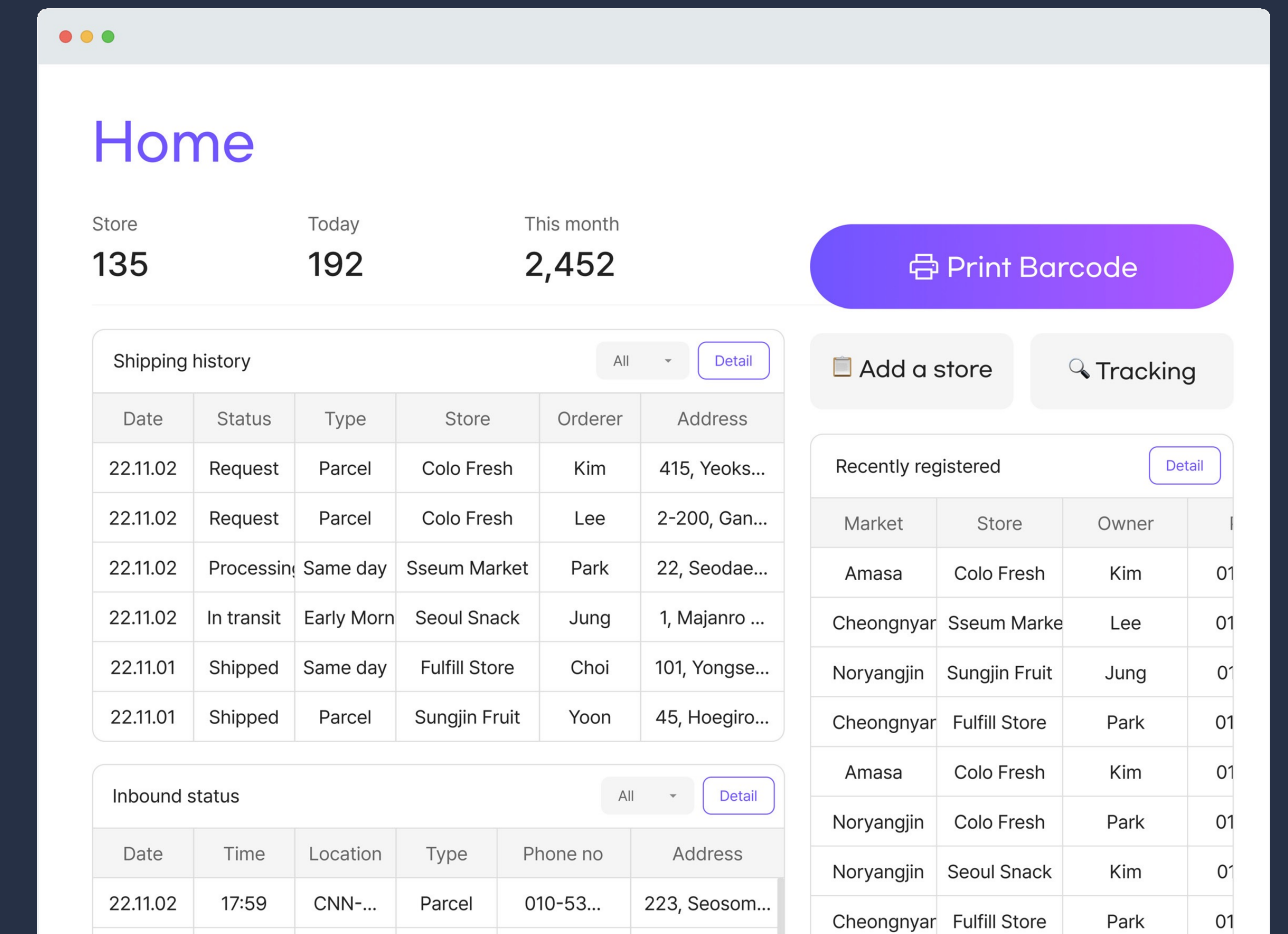 Home
Store Today This month
135 192 2,452
Print Barcode
Shipping history All Detail
Date Status Type Store Orderer Address
22.11.02 Request Parcel Colo Fresh Kim 415, Yeoks...
22.11.02 Request Parcel Colo Fresh Lee 2-200, Gan...
22.11.02 Processing Same day Sseum Market Park 22, Seodae...
22.11.02 In transit Early Morn Seoul Snack Jung 1, Majanro ...
22.11.01 Shipped Same day Fulfill Store Choi 101, Yongse...
22.11.01 Shipped Parcel Sungjin Fruit Yoon 45, Hoegiro...
Inbound status All Detail
Date Time Location Type Phone no Address
22.11.02 17:59 CNN-... Parcel 010-53... 223, Seosom...
Add a store Tracking
Recently registered Detail
Market Store Owner
Amasa Colo Fresh Kim 01
Cheongnyar Sseum Marke Lee 01
Noryangjin Sungjin Fruit Jung 01
Cheongnyar Fulfill Store Park 01
Amasa Colo Fresh Kim 01
Noryangjin Colo Fresh Park 01
Noryangjin Seoul Snack Kim 01
Cheongnyar Fulfill Store Park 01